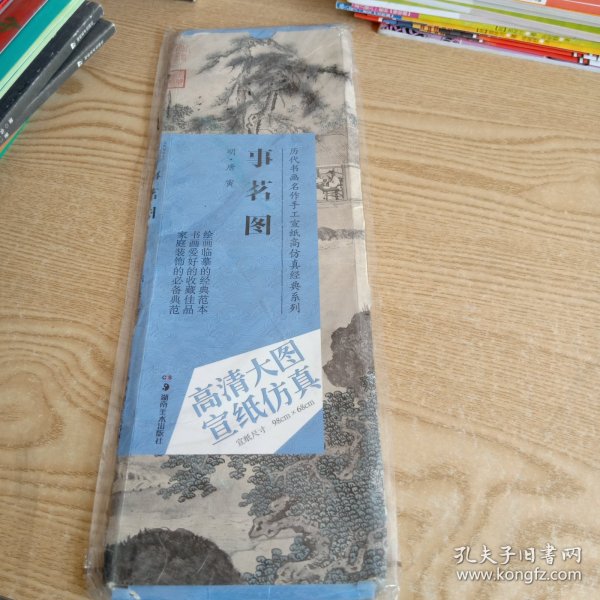 历代书画名作手工宣纸高仿真经典系列
事茗图
明·唐寅
绘画临摹的经典范本
书画爱好的收藏佳品
家庭装饰的必备典范
事茗图
高清大图
宣纸仿真
宣纸尺寸 98cm×68cm
湖南美术出版社
孔夫子旧书网
www.kongfz.com